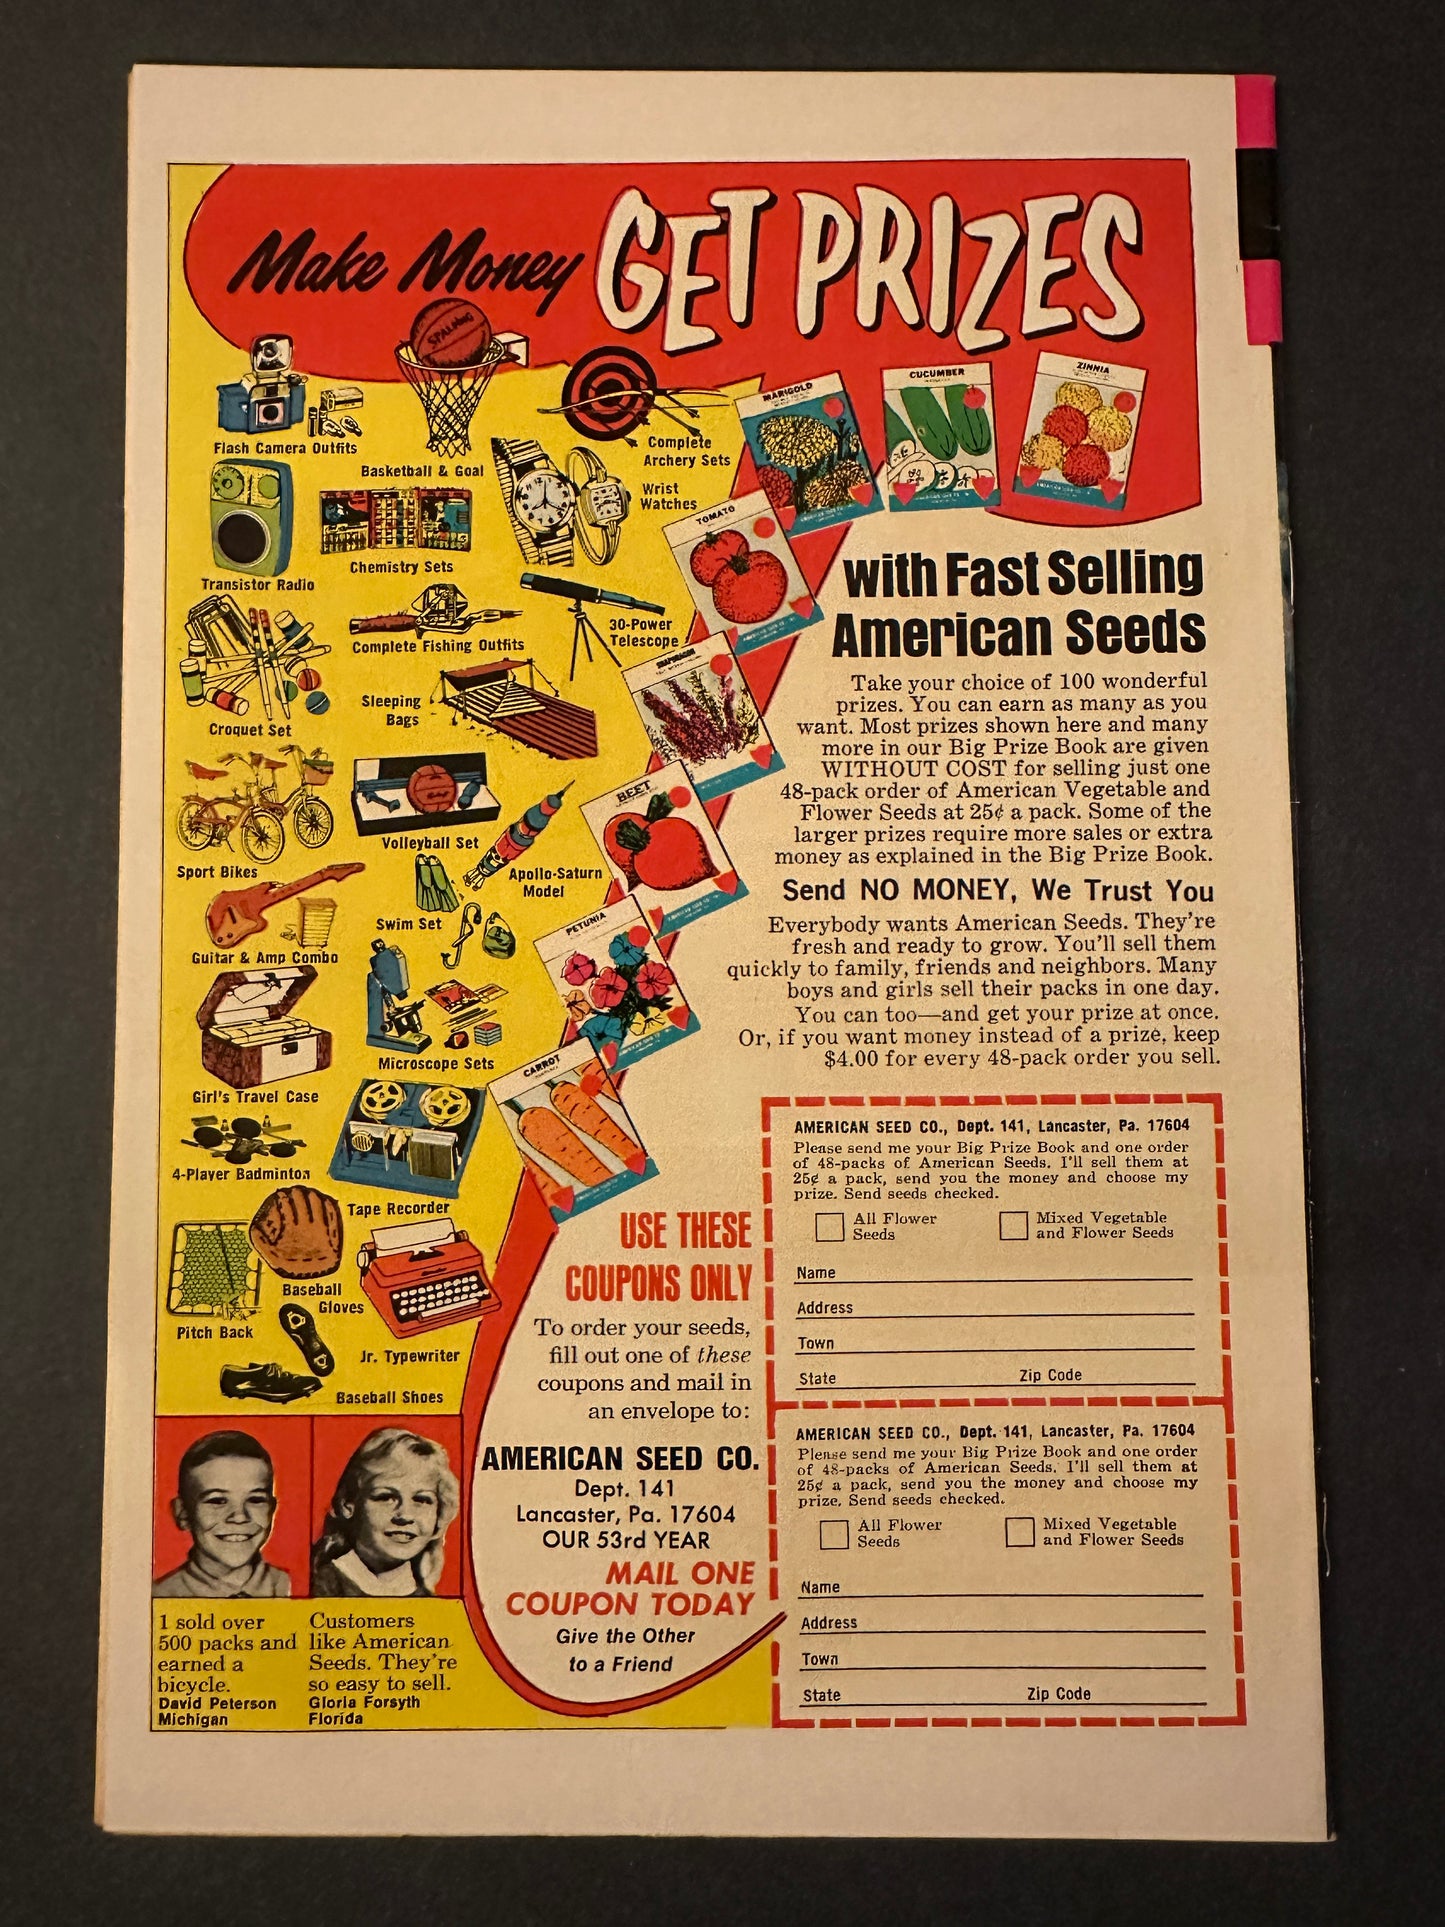 Make Money GET PRIZES
SPALDING
Flash Camera Outfits
Basketball & Goal
Complete
Archery Sets
Wrist
Watches
Transistor Radio
Chemistry Sets
Complete Fishing Outfits
30-Power
Telescope
Croquet Set
Sleeping
Bags
Sport Bikes
Volleyball Set
Apollo-Saturn
Model
Swim Set
Guitar & Amp Combo
Microscope Sets
Girl's Travel Case
4-Player Badminton
Tape Recorder
Baseball
Gloves
Pitch Back
Jr. Typewriter
Baseball Shoes
ZINNIA
CUCUMBER
MARIGOLD
TOMATO
SNAPDRAGON
BEET
PETUNIA
CARROT
with Fast Selling
American Seeds
Take your choice of 100 wonderful
prizes. You can earn as many as you
want. Most prizes shown here and many
more in our Big Prize Book are given
WITHOUT COST for selling just one
48-pack order of American Vegetable and
Flower Seeds at 25¢ a pack. Some of the
larger prizes require more sales or extra
money as explained in the Big Prize Book.
Send NO MONEY, We Trust You
Everybody wants American Seeds. They're
fresh and ready to grow. You'll sell them
quickly to family, friends and neighbors. Many
boys and girls sell their packs in one day.
You can too—and get your prize at once.
Or, if you want money instead of a prize, keep
$4.00 for every 48-pack order you sell.
USE THESE
COUPONS ONLY
To order your seeds,
fill out one of these
coupons and mail in
an envelope to:
AMERICAN SEED CO.
Dept. 141
Lancaster, Pa. 17604
OUR 53rd YEAR
MAIL ONE
COUPON TODAY
Give the Other
to a Friend
AMERICAN SEED CO., Dept. 141, Lancaster, Pa. 17604
Please send me your Big Prize Book and one order
of 48-packs of American Seeds. I'll sell them at
25¢ a pack, send you the money and choose my
prize. Send seeds checked.
All Flower
Seeds
Mixed Vegetable
and Flower Seeds
Name
Address
Town
State Zip Code
AMERICAN SEED CO., Dept. 141, Lancaster, Pa. 17604
Please send me your Big Prize Book and one order
of 48-packs of American Seeds. I'll sell them at
25¢ a pack, send you the money and choose my
prize. Send seeds checked.
All Flower
Seeds
Mixed Vegetable
and Flower Seeds
Name
Address
Town
State Zip Code
I sold over
500 packs and
earned a
bicycle.
David Peterson
Michigan
Customers
like American
Seeds. They're
so easy to sell.
Gloria Forsyth
Florida